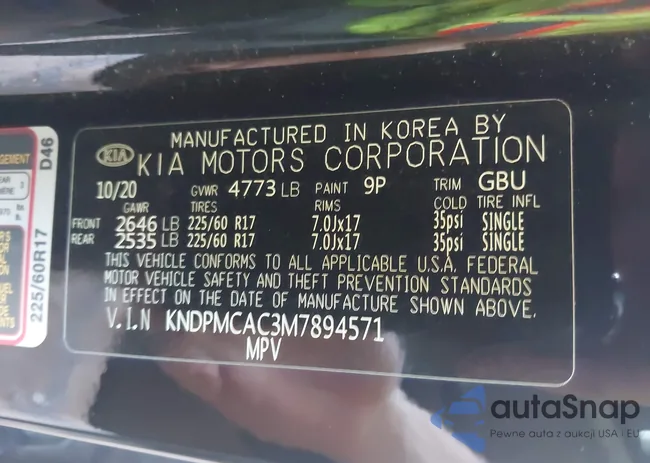 MANUFACTURED IN KOREA BY
KIA KIA MOTORS CORPORATION
10/20 GVWR 4773 LB PAINT 9P TRIM GBU
GAWR TIRES RIMS COLD TIRE INFL
FRONT 2646 LB 225/60 R17 7.0Jx17 35psi SINGLE
REAR 2535 LB 225/60 R17 7.0Jx17 35psi SINGLE
THIS VEHICLE CONFORMS TO ALL APPLICABLE U.S.A. FEDERAL
MOTOR VEHICLE SAFETY AND THEFT PREVENTION STANDARDS
IN EFFECT ON THE DATE OF MANUFACTURE SHOWN ABOVE.
V.I.N KNDPMCAC3M7894571
MPV
D46
225/60R17
autaSnap
Pewne auta z aukcji USA i EU